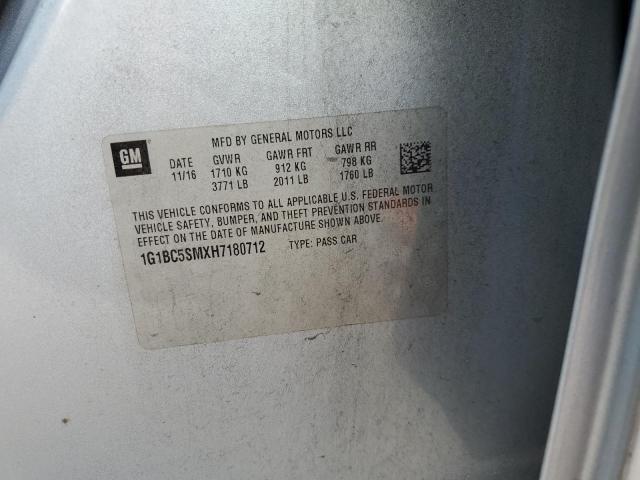 MFD BY GENERAL MOTORS LLC
GM
DATE GVWR GAWR FRT GAWR RR
11/16 1710 KG 912 KG 798 KG
3771 LB 2011 LB 1760 LB
THIS VEHICLE CONFORMS TO ALL APPLICABLE U.S. FEDERAL MOTOR
VEHICLE SAFETY, BUMPER, AND THEFT PREVENTION STANDARDS IN
EFFECT ON THE DATE OF MANUFACTURE SHOWN ABOVE.
1G1BC5SMXH7180712 TYPE: PASS CAR